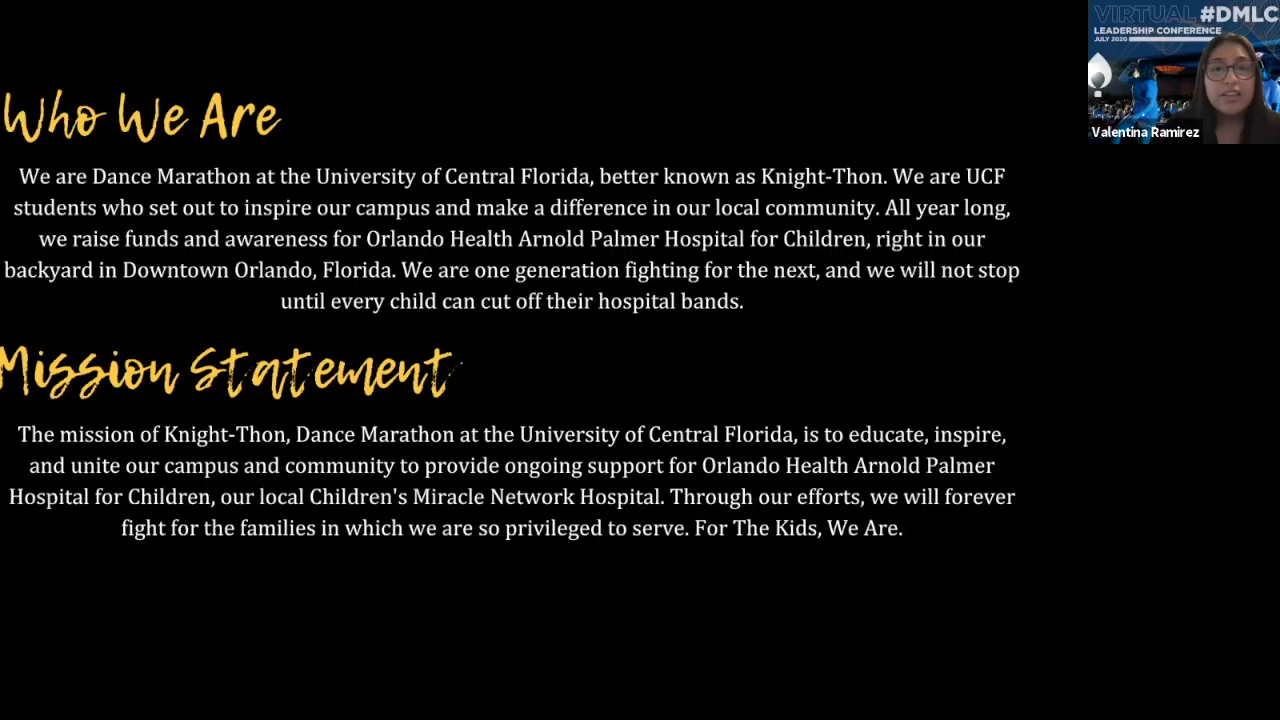 VIRTUAL #DMLC
LEADERSHIP CONFERENCE
JULY 2020
Valentina Ramirez
Who We Are
We are Dance Marathon at the University of Central Florida, better known as Knight-Thon. We are UCF
students who set out to inspire our campus and make a difference in our local community. All year long,
we raise funds and awareness for Orlando Health Arnold Palmer Hospital for Children, right in our
backyard in Downtown Orlando, Florida. We are one generation fighting for the next, and we will not stop
until every child can cut off their hospital bands.
Mission Statement
The mission of Knight-Thon, Dance Marathon at the University of Central Florida, is to educate, inspire,
and unite our campus and community to provide ongoing support for Orlando Health Arnold Palmer
Hospital for Children, our local Children's Miracle Network Hospital. Through our efforts, we will forever
fight for the families in which we are so privileged to serve. For The Kids, We Are.